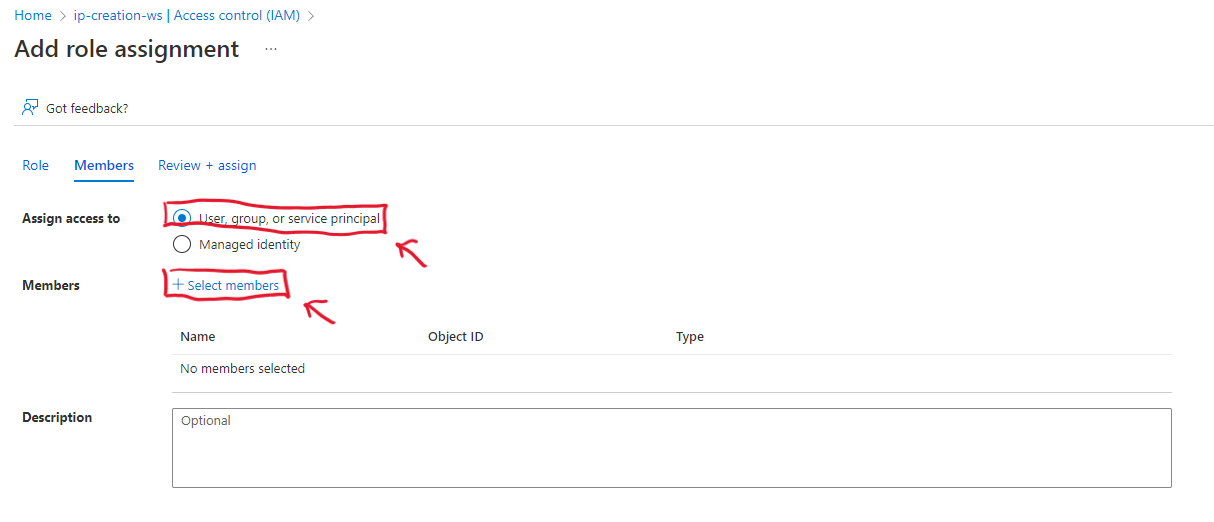 Home > ip-creation-ws | Access control (IAM) >
Add role assignment ...
Got feedback?
Role Members Review + assign
Assign access to User, group, or service principal
Managed identity
Members + Select members
Name Object ID Type
No members selected
Description Optional